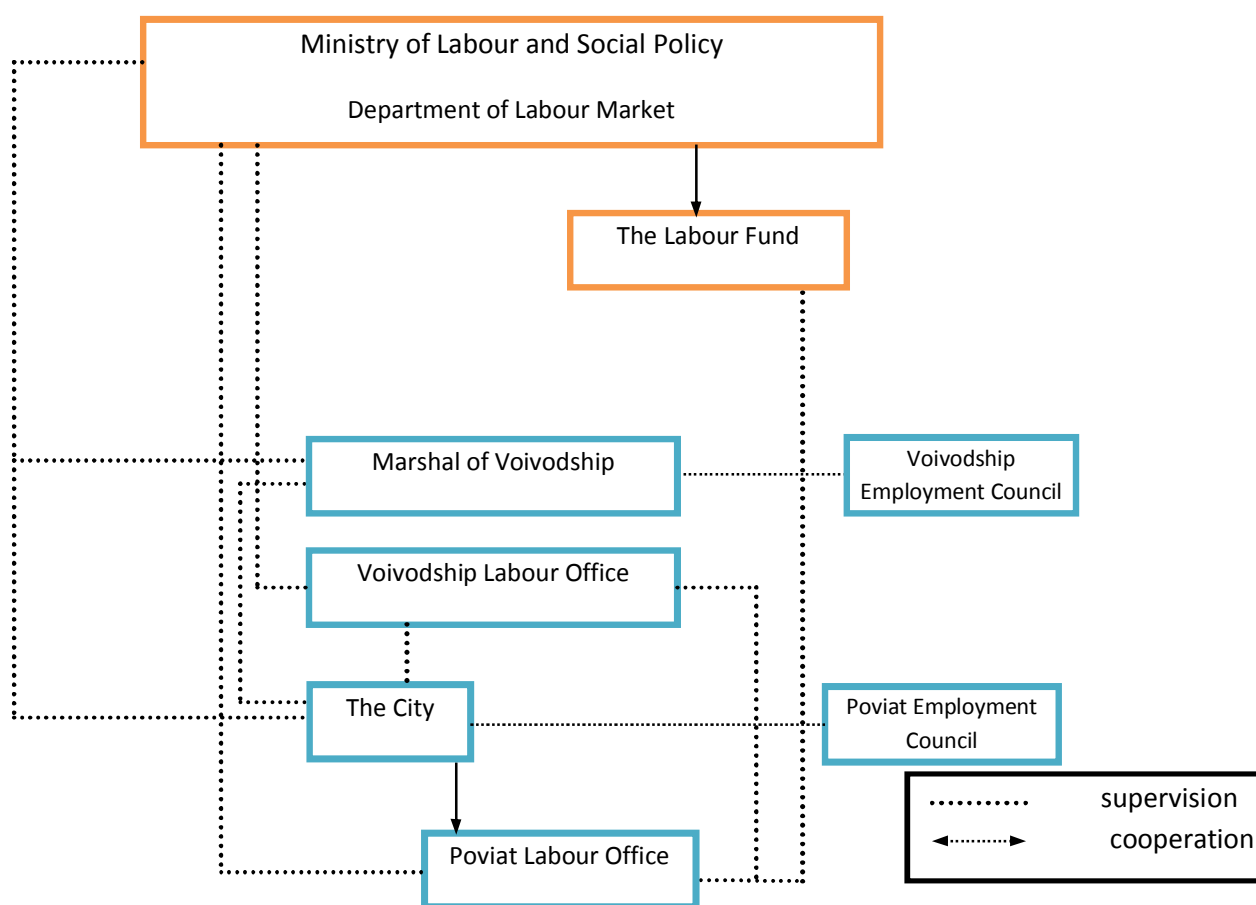 Ministry of Labour and Social Policy
Department of Labour Market
The Labour Fund
Marshal of Voivodship
Voivodship
Employment Council
Voivodship Labour Office
The City
Poviat Employment
Council
supervision
cooperation
Poviat Labour Office